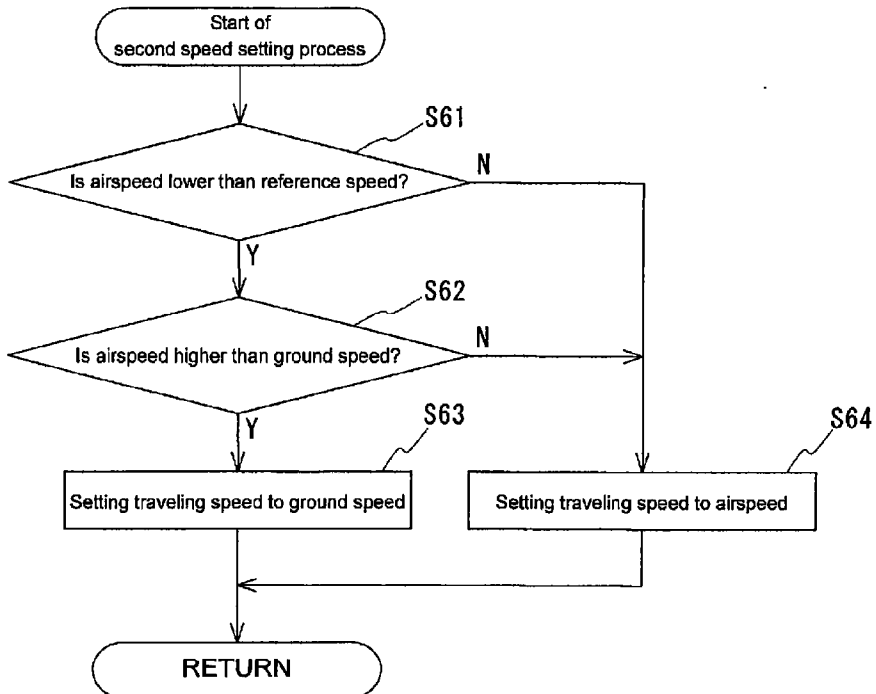 Start of
second speed setting process
S61
Is airspeed lower than reference speed?
N
Y
S62
Is airspeed higher than ground speed?
N
Y
S63
Setting traveling speed to ground speed
S64
Setting traveling speed to airspeed
RETURN